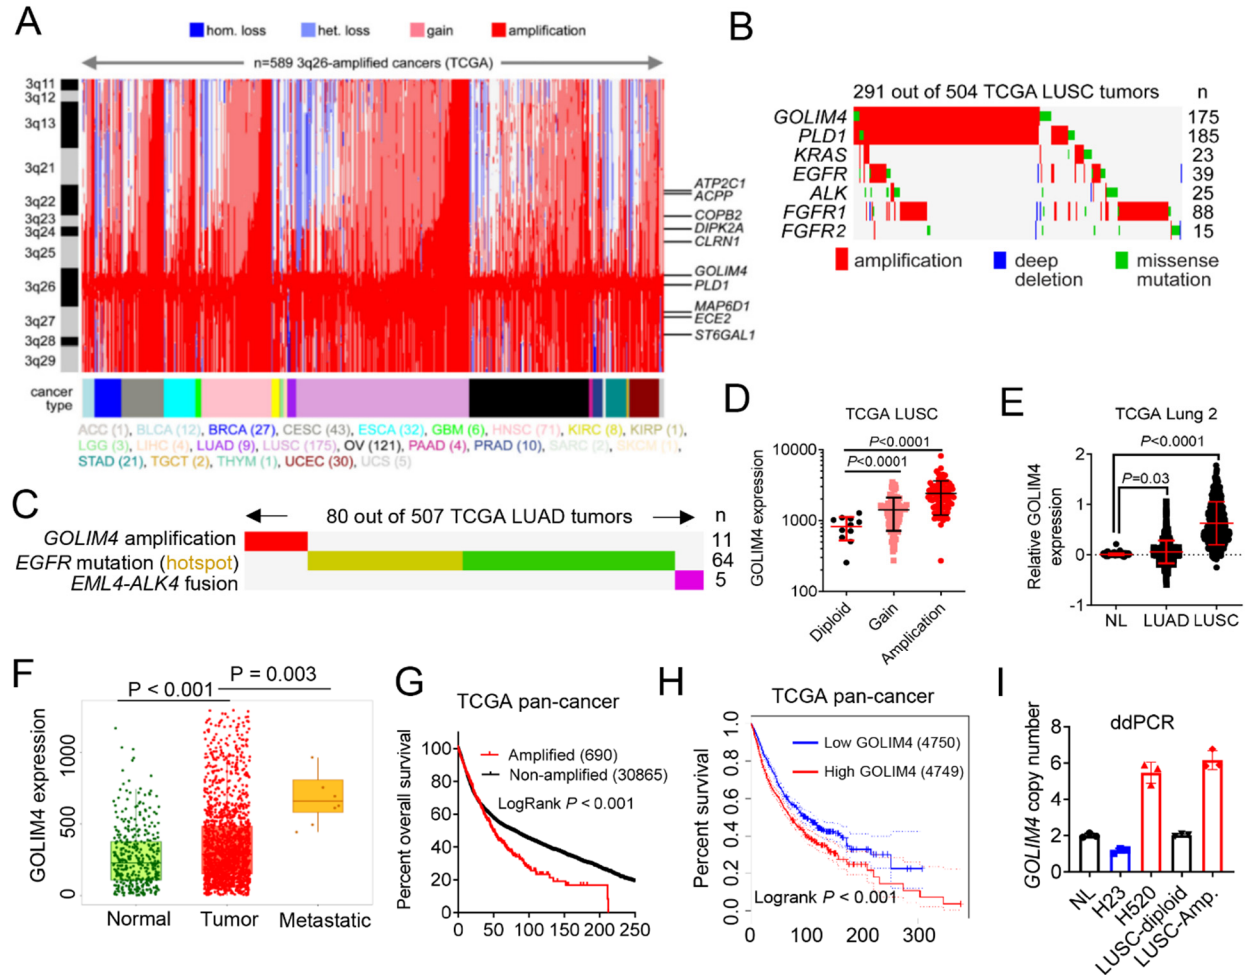 A
hom. loss
het. loss
gain
amplification
n=589 3q26-amplified cancers (TCGA)
3q11
3q12
3q13
3q21
3q22
3q23
3q24
3q25
3q26
3q27
3q28
3q29
ATP2C1
ACPP
COPB2
DIPK2A
CLRN1
GOLIM4
PLD1
MAP6D1
ECE2
ST6GAL1
cancer
type
ACC (1), BLCA (12), BRCA (27), CESC (43), ESCA (32), GBM (6), HNSC (71), KIRC (8), KIRP (1),
LGG (3), LIHC (4), LUAD (9), LUSC (175), OV (121), PAAD (4), PRAD (10), SARC (2), SKCM (1),
STAD (21), TGCT (2), THYM (1), UCEC (30), UCS (5)
B
291 out of 504 TCGA LUSC tumors n
GOLIM4 175
PLD1 185
KRAS 23
EGFR 39
ALK 25
FGFR1 88
FGFR2 15
amplification
deep
deletion
missense
mutation
C
80 out of 507 TCGA LUAD tumors n
GOLIM4 amplification 11
EGFR mutation (hotspot) 64
EML4-ALK4 fusion 5
D
TCGA LUSC
P<0.0001
P<0.0001
GOLIM4 expression
10000
1000
100
Diploid
Gain
Amplication
E
TCGA Lung 2
P<0.0001
P=0.03
Relative GOLIM4
expression
2
1
0
-1
NL LUAD LUSC
F
P = 0.003
P < 0.001
GOLIM4 expression
1000
500
0
Normal Tumor Metastatic
G
TCGA pan-cancer
Percent overall survival
100
80
60
40
20
0
Amplified (690)
Non-amplified (30865)
LogRank P < 0.001
0 50 100 150 200 250
H
TCGA pan-cancer
Percent survival
1.0
0.8
0.6
0.4
0.2
0.0
Low GOLIM4 (4750)
High GOLIM4 (4749)
Logrank P < 0.001
0 100 200 300
I
ddPCR
GOLIM4 copy number
8
6
4
2
0
NL
H23
H520
LUSC-diploid
LUSC-Amp.